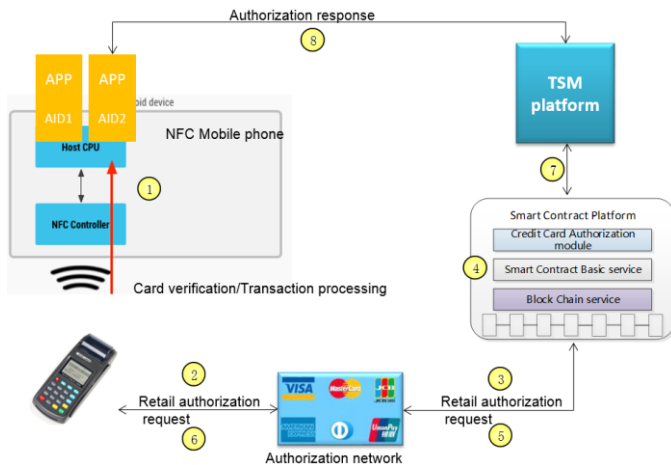 Authorization response
8
APP
APP
AID1
AID2
oid device
NFC Mobile phone
Host CPU
1
NFC Controller
Card verification/Transaction processing
TSM
platform
7
Smart Contract Platform
Credit Card Authorization
module
4
Smart Contract Basic service
Block Chain service
2
Retail authorization
request
6
VISA
MasterCard
JCB
UnionPay
Authorization network
3
Retail authorization
request
5